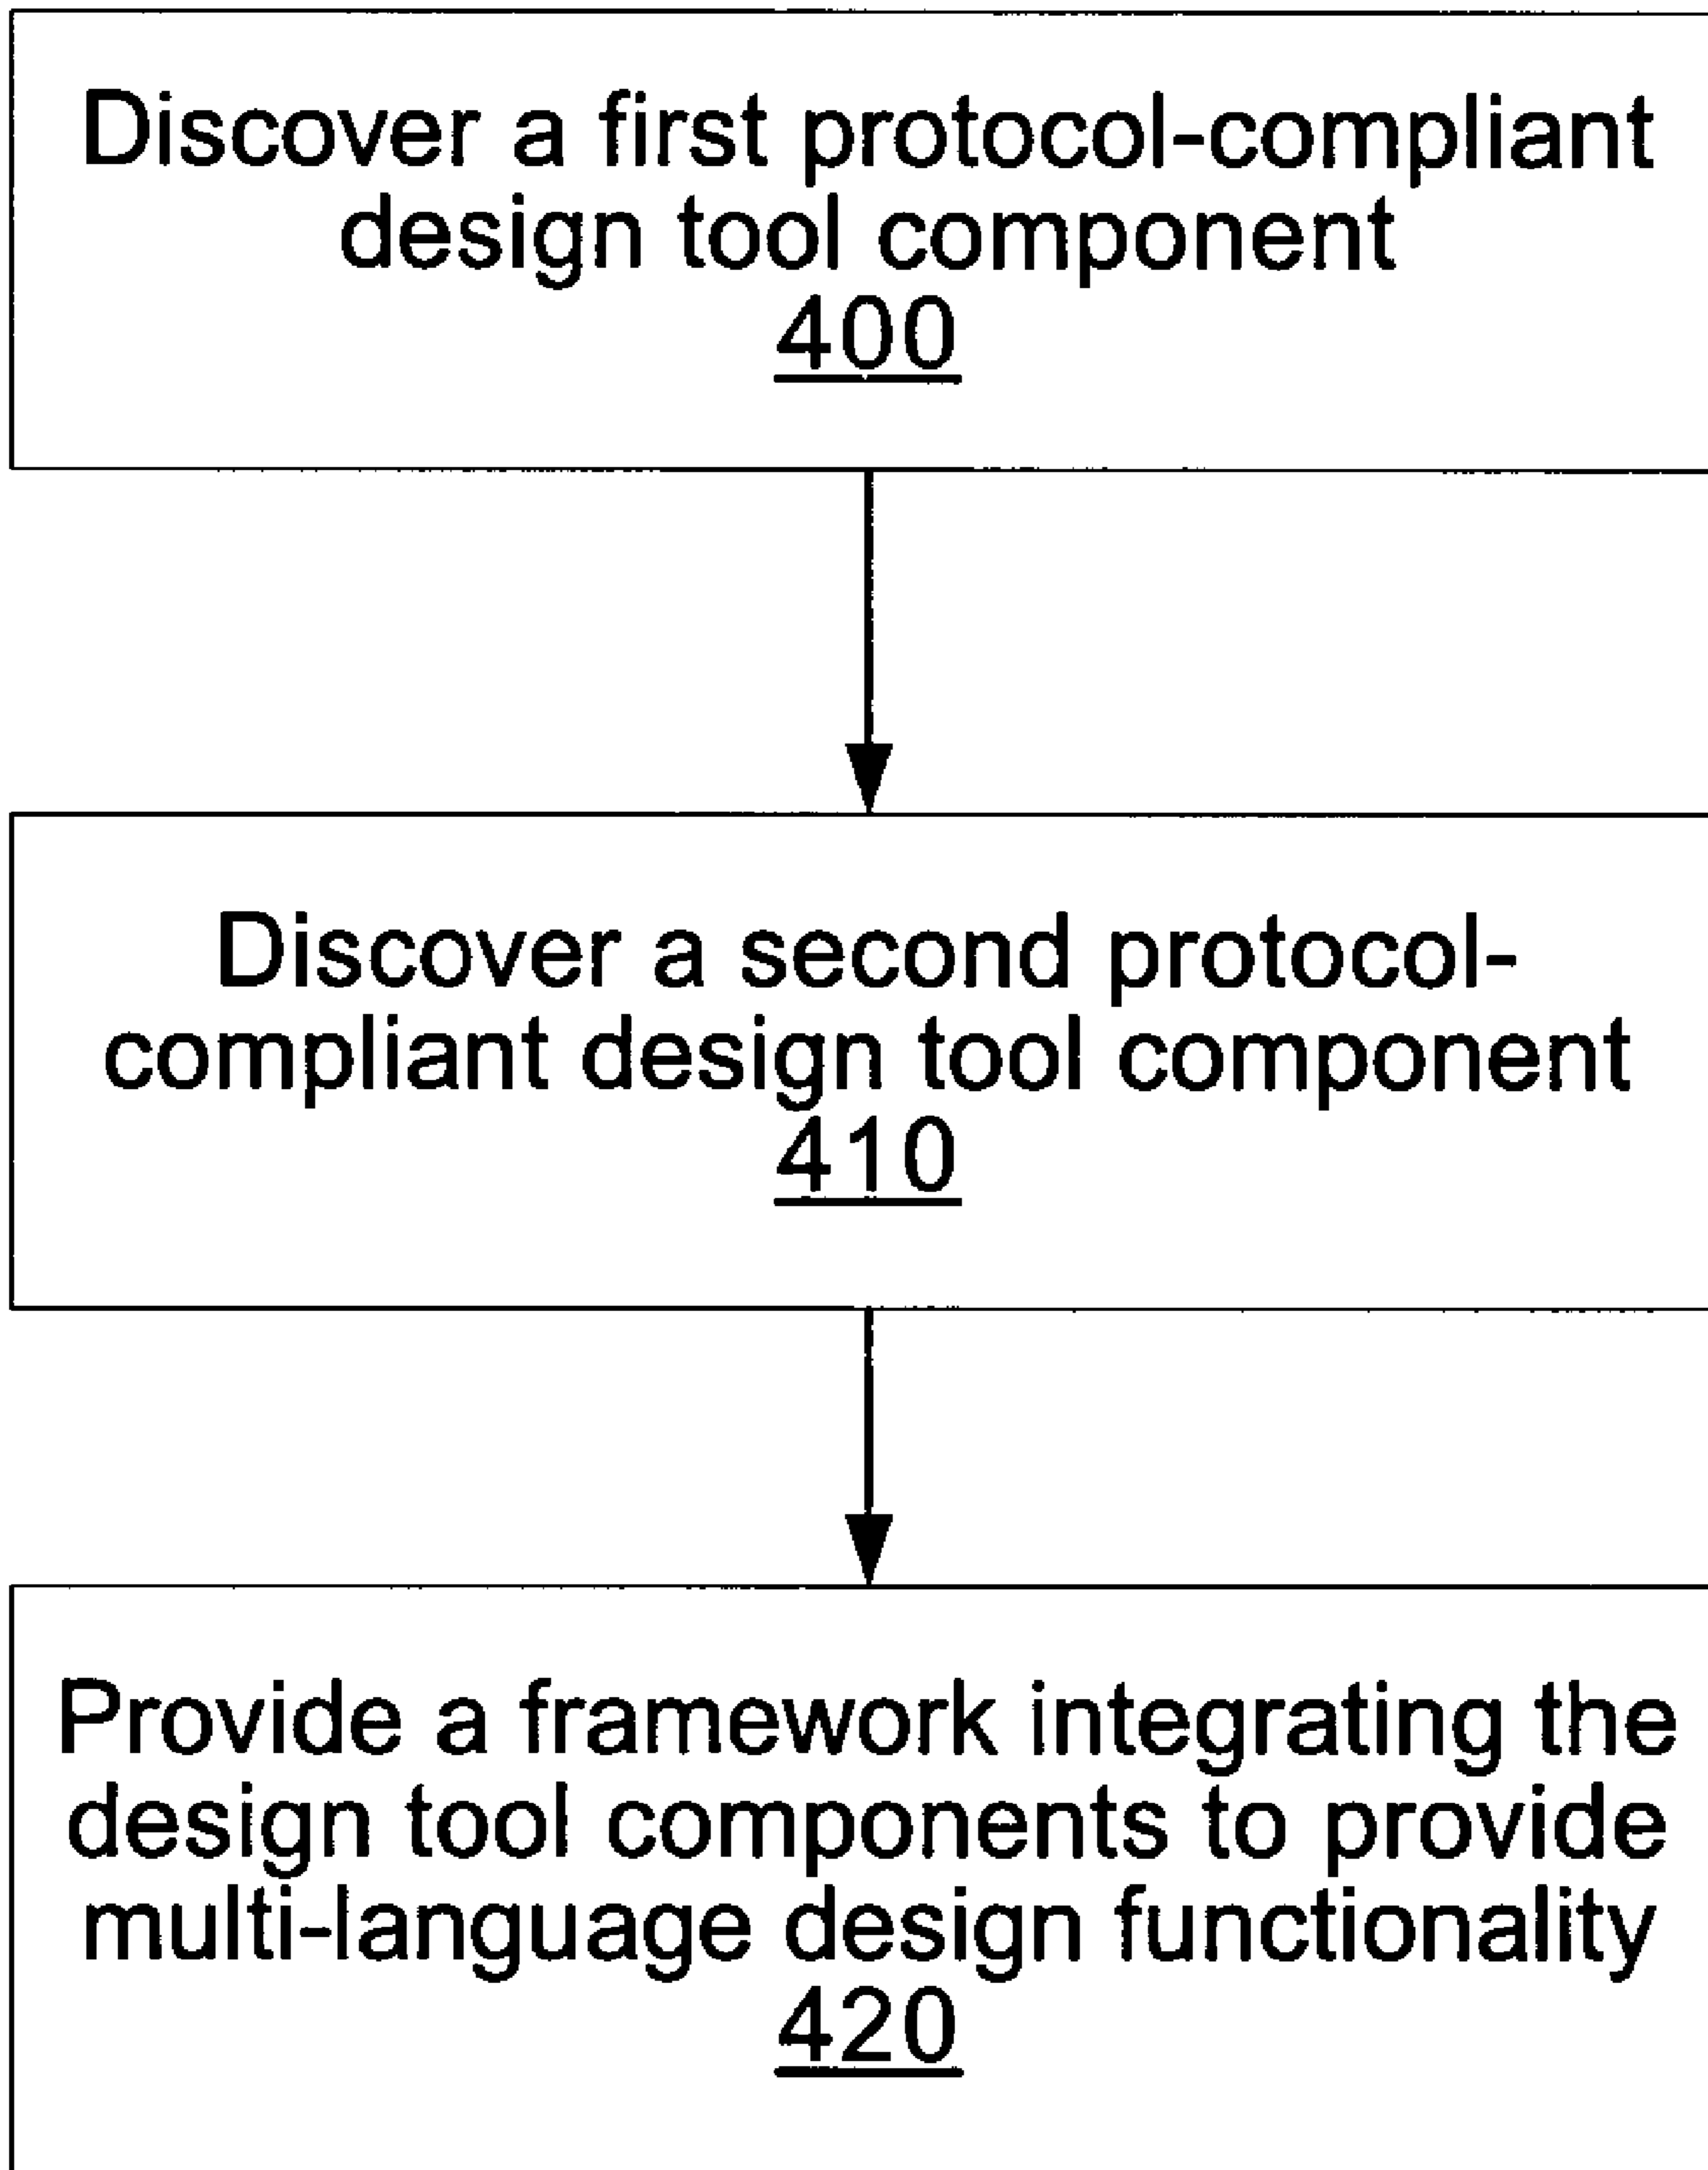 Discover a first protocol-compliant
design tool component
400
Discover a second protocol-
compliant design tool component
410
Provide a framework integrating the
design tool components to provide
multi-language design functionality
420